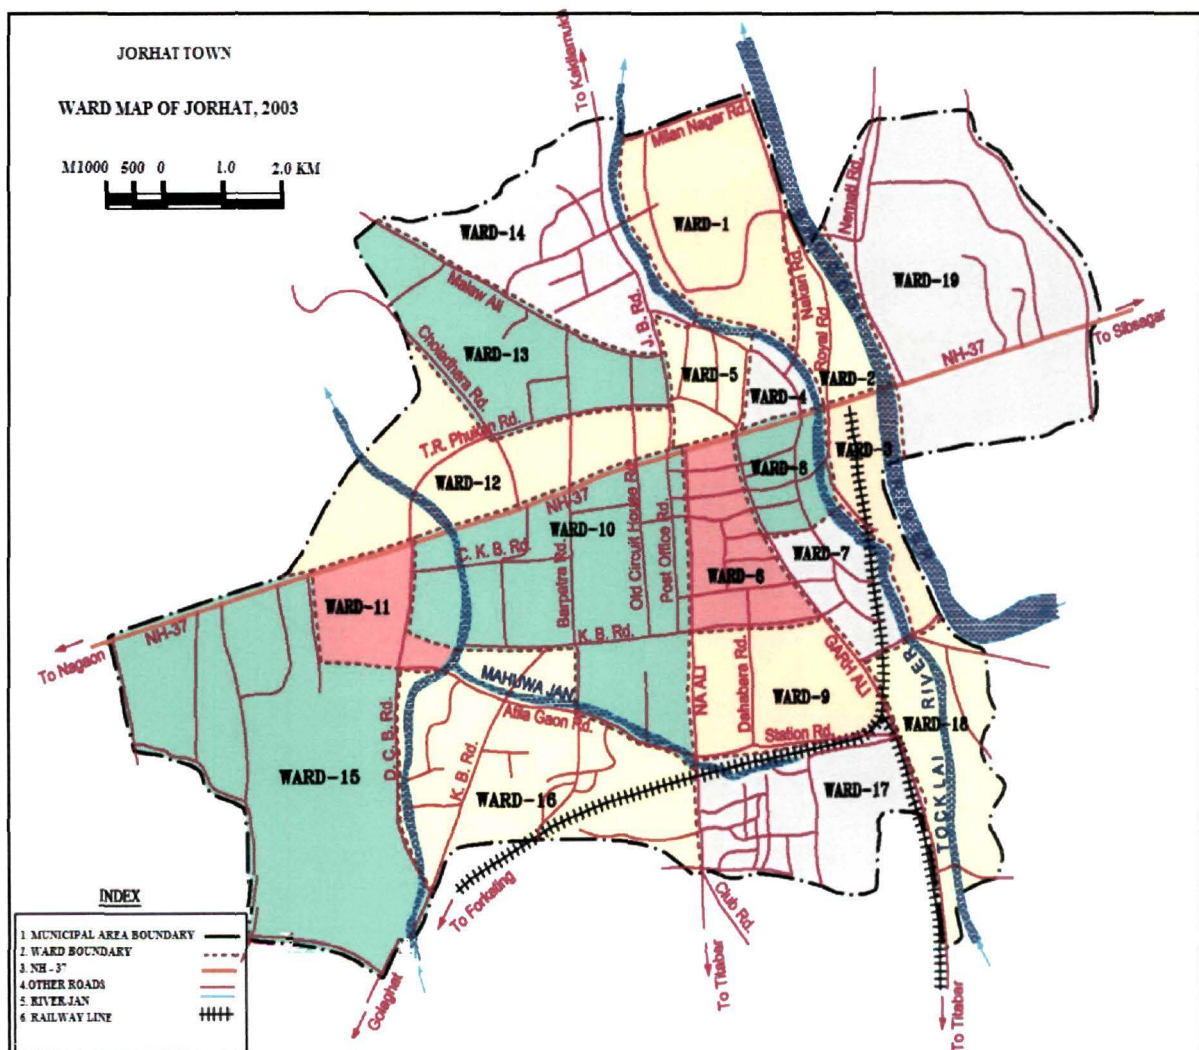 JORHAT TOWN
WARD MAP OF JORHAT, 2003
M1000 500 0 1.0 2.0 KM
To Kakilamukh
Milan Nagar Rd.
Nemati Rd.
WARD-14
WARD-1
WARD-19
Nakari Rd.
Malaw Ali
J. B. Rd.
Royal Rd.
To Sibsagar
NH-37
Choladhara Rd.
WARD-13
WARD-5
WARD-2
WARD-4
T.R. Phukan Rd.
WARD-3
WARD-12
WARD-8
NH-37
WARD-10
Old Circuit House Rd.
Post Office Rd.
C. K. B. Rd.
WARD-7
Barpatra Rd.
WARD-6
WARD-11
K. B. Rd.
NH-37
To Nagaon
GARH ALI
MAHUWA JAN
NA ALI
Dahabara Rd.
WARD-9
RIVER
Atila Gaon Rd.
Station Rd.
WARD-18
D. C. B. Rd.
K. B. Rd.
WARD-15
WARD-16
WARD-17
TOCKLAI
To Forkating
Club Rd.
Golaghat
To Titabar
To Titabar
INDEX
1. MUNICIPAL AREA BOUNDARY
2. WARD BOUNDARY
3. NH - 37
4. OTHER ROADS
5. RIVER/JAN
6. RAILWAY LINE